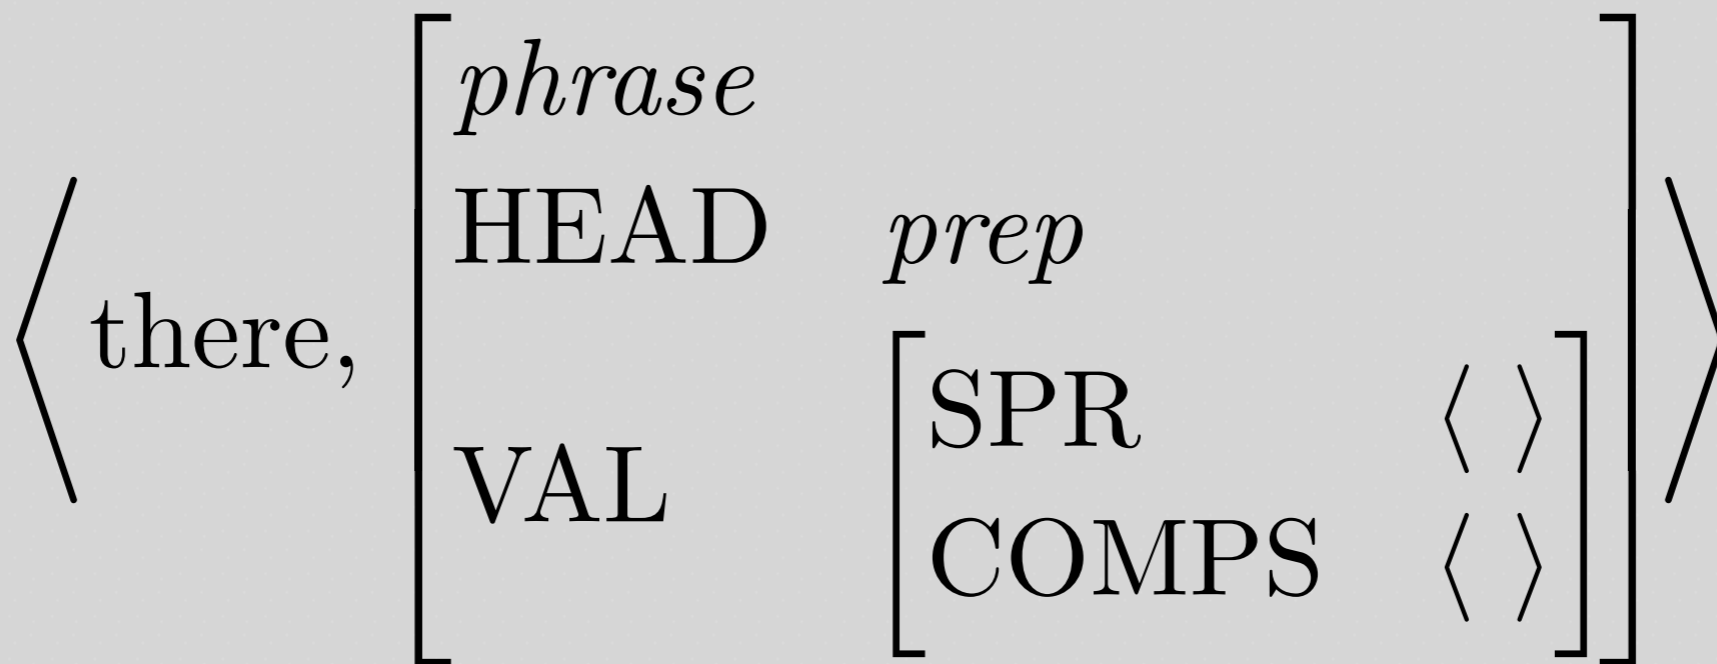 phrase
HEAD prep
⟨ there,
SPR ⟨ ⟩
VAL
COMPS ⟨ ⟩ ⟩